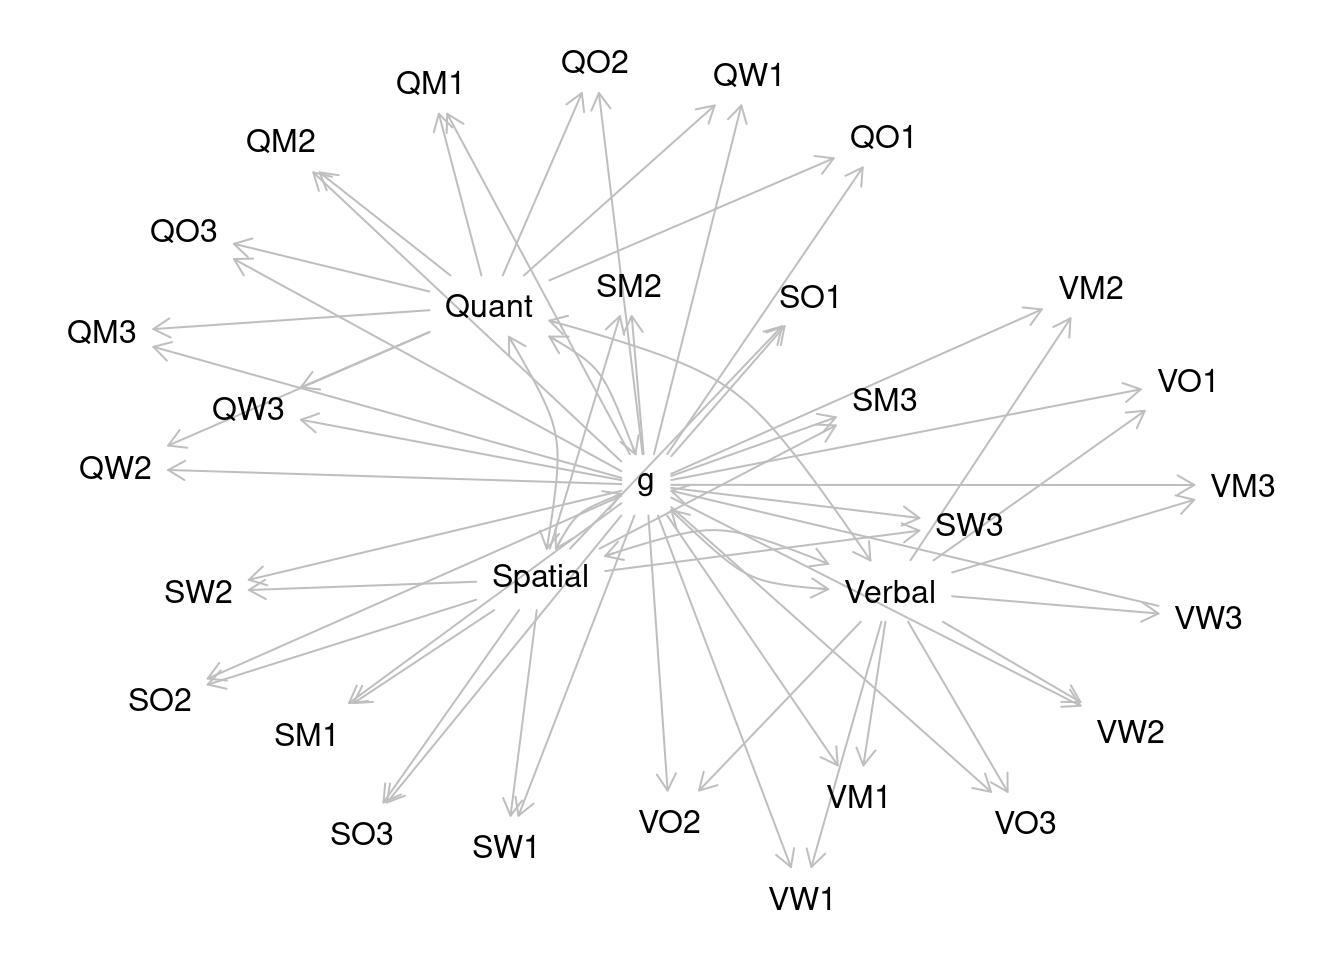 QO2
QW1
QM1
QO1
QM2
QO3
SM2
VM2
SO1
Quant
QM3
VO1
SM3
QW3
QW2
g
VM3
SW3
Spatial
SW2
Verbal
VW3
SO2
VW2
SM1
VM1
VO2
VO3
SO3
SW1
VW1